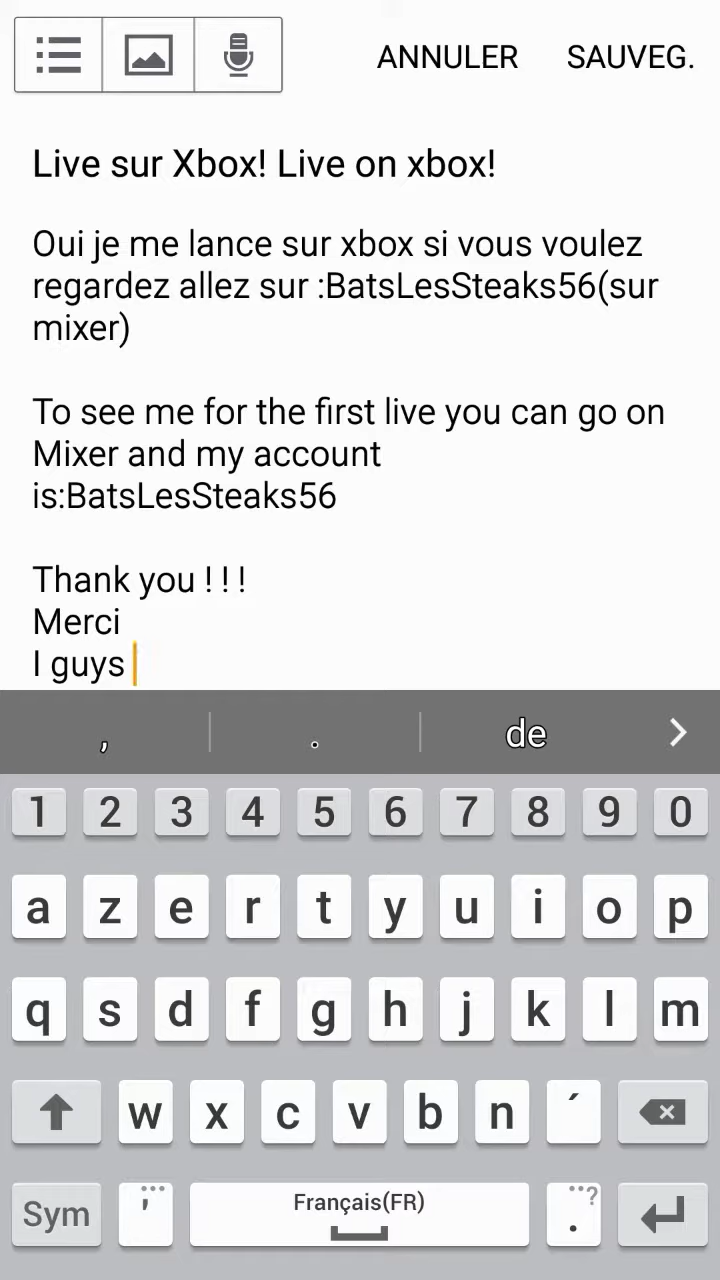 ANNULER SAUVEG.
Live sur Xbox! Live on xbox!
Oui je me lance sur xbox si vous voulez
regardez allez sur :BatsLesSteaks56(sur
mixer)
To see me for the first live you can go on
Mixer and my account
is:BatsLesSteaks56
Thank you ! ! !
Merci
I guys
, . de
1 2 3 4 5 6 7 8 9 0
a z e r t y u i o p
q s d f g h j k l m
w x c v b n ´
Sym ' ... Français(FR) ...? .